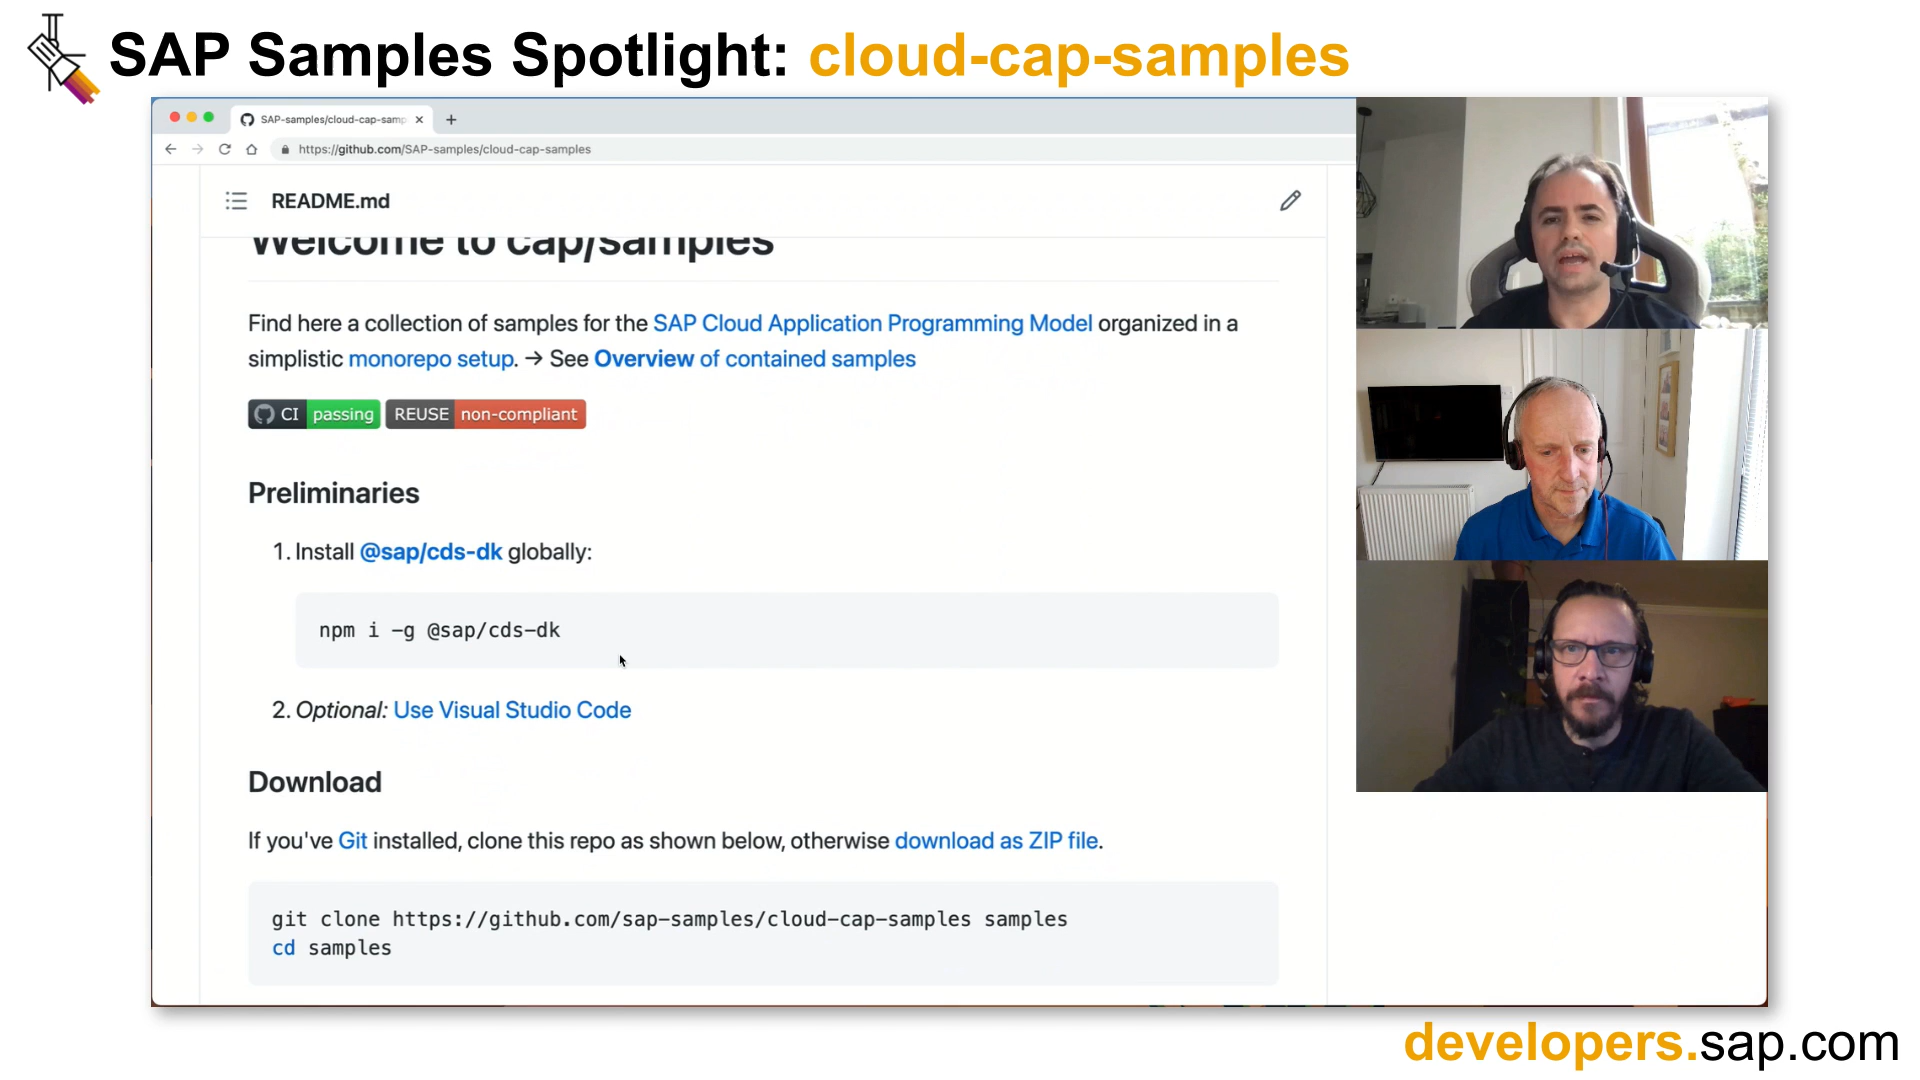 SAP Samples Spotlight: cloud-cap-samples
SAP-samples/cloud-cap-samp
https://github.com/SAP-samples/cloud-cap-samples
README.md
Welcome to cap/samples
Find here a collection of samples for the SAP Cloud Application Programming Model organized in a
simplistic monorepo setup. → See Overview of contained samples
CI passing REUSE non-compliant
Preliminaries
1. Install @sap/cds-dk globally:
npm i -g @sap/cds-dk
2. Optional: Use Visual Studio Code
Download
If you've Git installed, clone this repo as shown below, otherwise download as ZIP file.
git clone https://github.com/sap-samples/cloud-cap-samples samples
cd samples
developers.sap.com